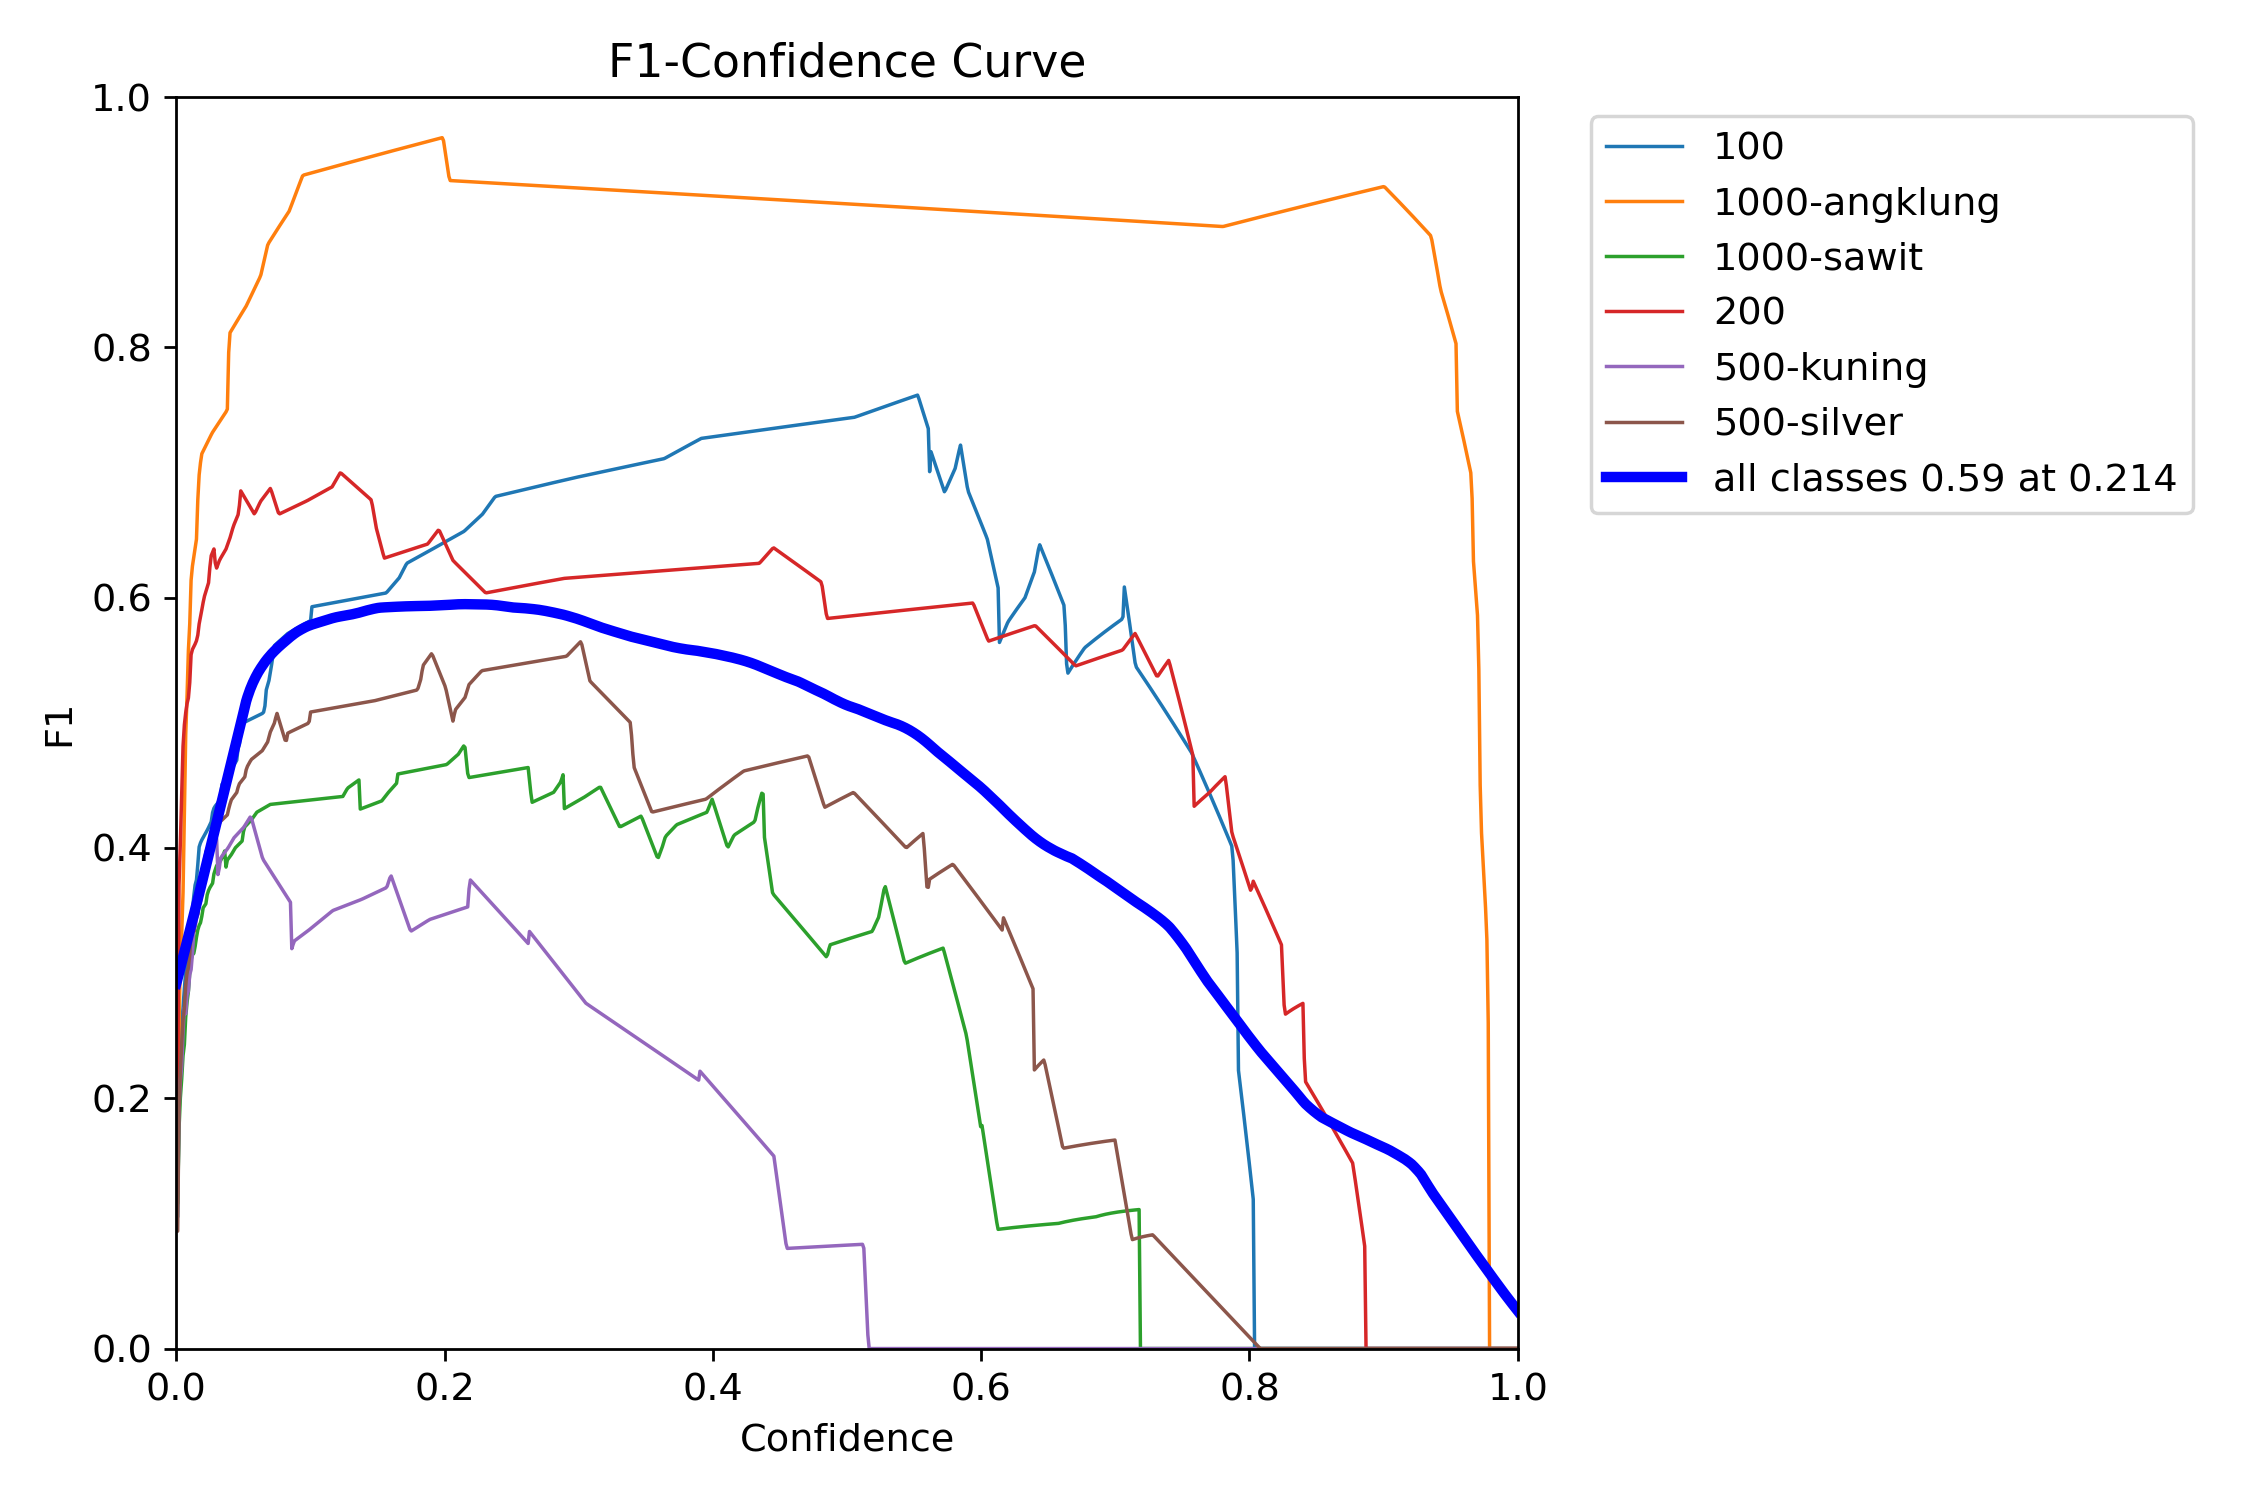 F1-Confidence Curve
1.0
0.8
0.6
0.4
0.2
0.0
F1
0.0 0.2 0.4 0.6 0.8 1.0
Confidence
100
1000-angklung
1000-sawit
200
500-kuning
500-silver
all classes 0.59 at 0.214